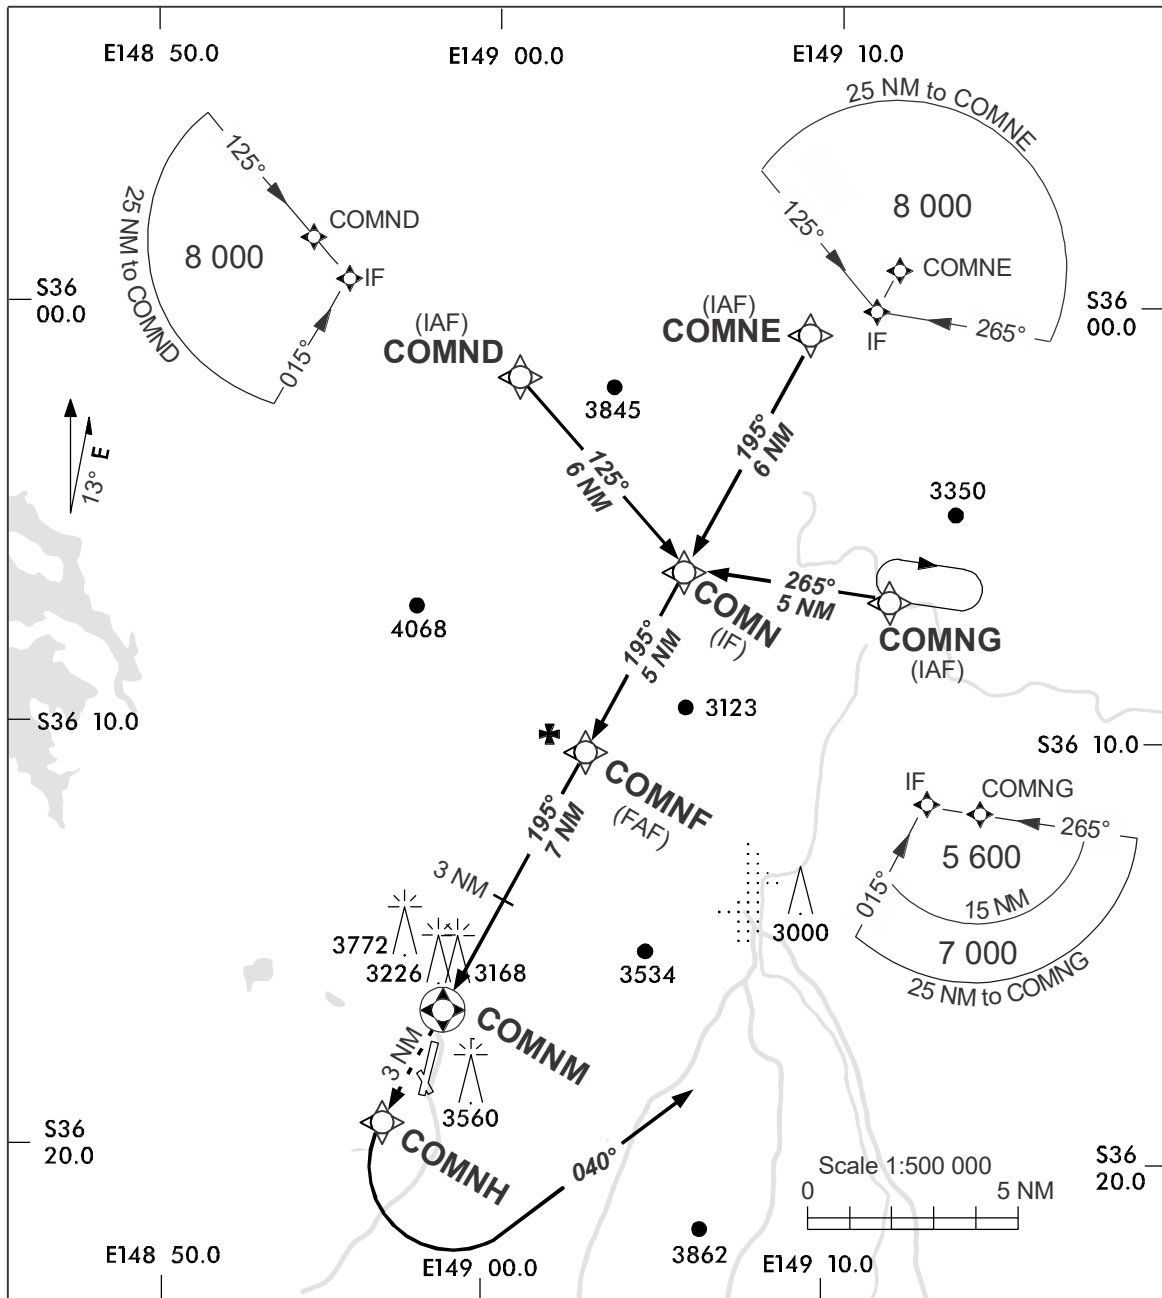 E148 50.0
E149 00.0
E149 10.0
25 NM to COMNE
125°
8 000
COMNE
IF
265°
125°
25 NM to COMND
8 000
COMND
IF
015°
S36
00.0
S36
00.0
(IAF)
COMND
(IAF)
COMNE
3845
13° E
125°
6 NM
195°
6 NM
3350
265°
5 NM
COMN
(IF)
COMNG
(IAF)
4068
195°
5 NM
3123
S36 10.0
S36 10.0
COMNF
(FAF)
195°
7 NM
IF
COMNG
265°
5 600
015°
15 NM
7 000
25 NM to COMNG
3 NM
3772
3226
3168
3534
3000
COMNM
3 NM
3560
COMNH
040°
S36
20.0
S36
20.0
Scale 1:500 000
0
5 NM
3862
E148 50.0
E149 00.0
E149 10.0